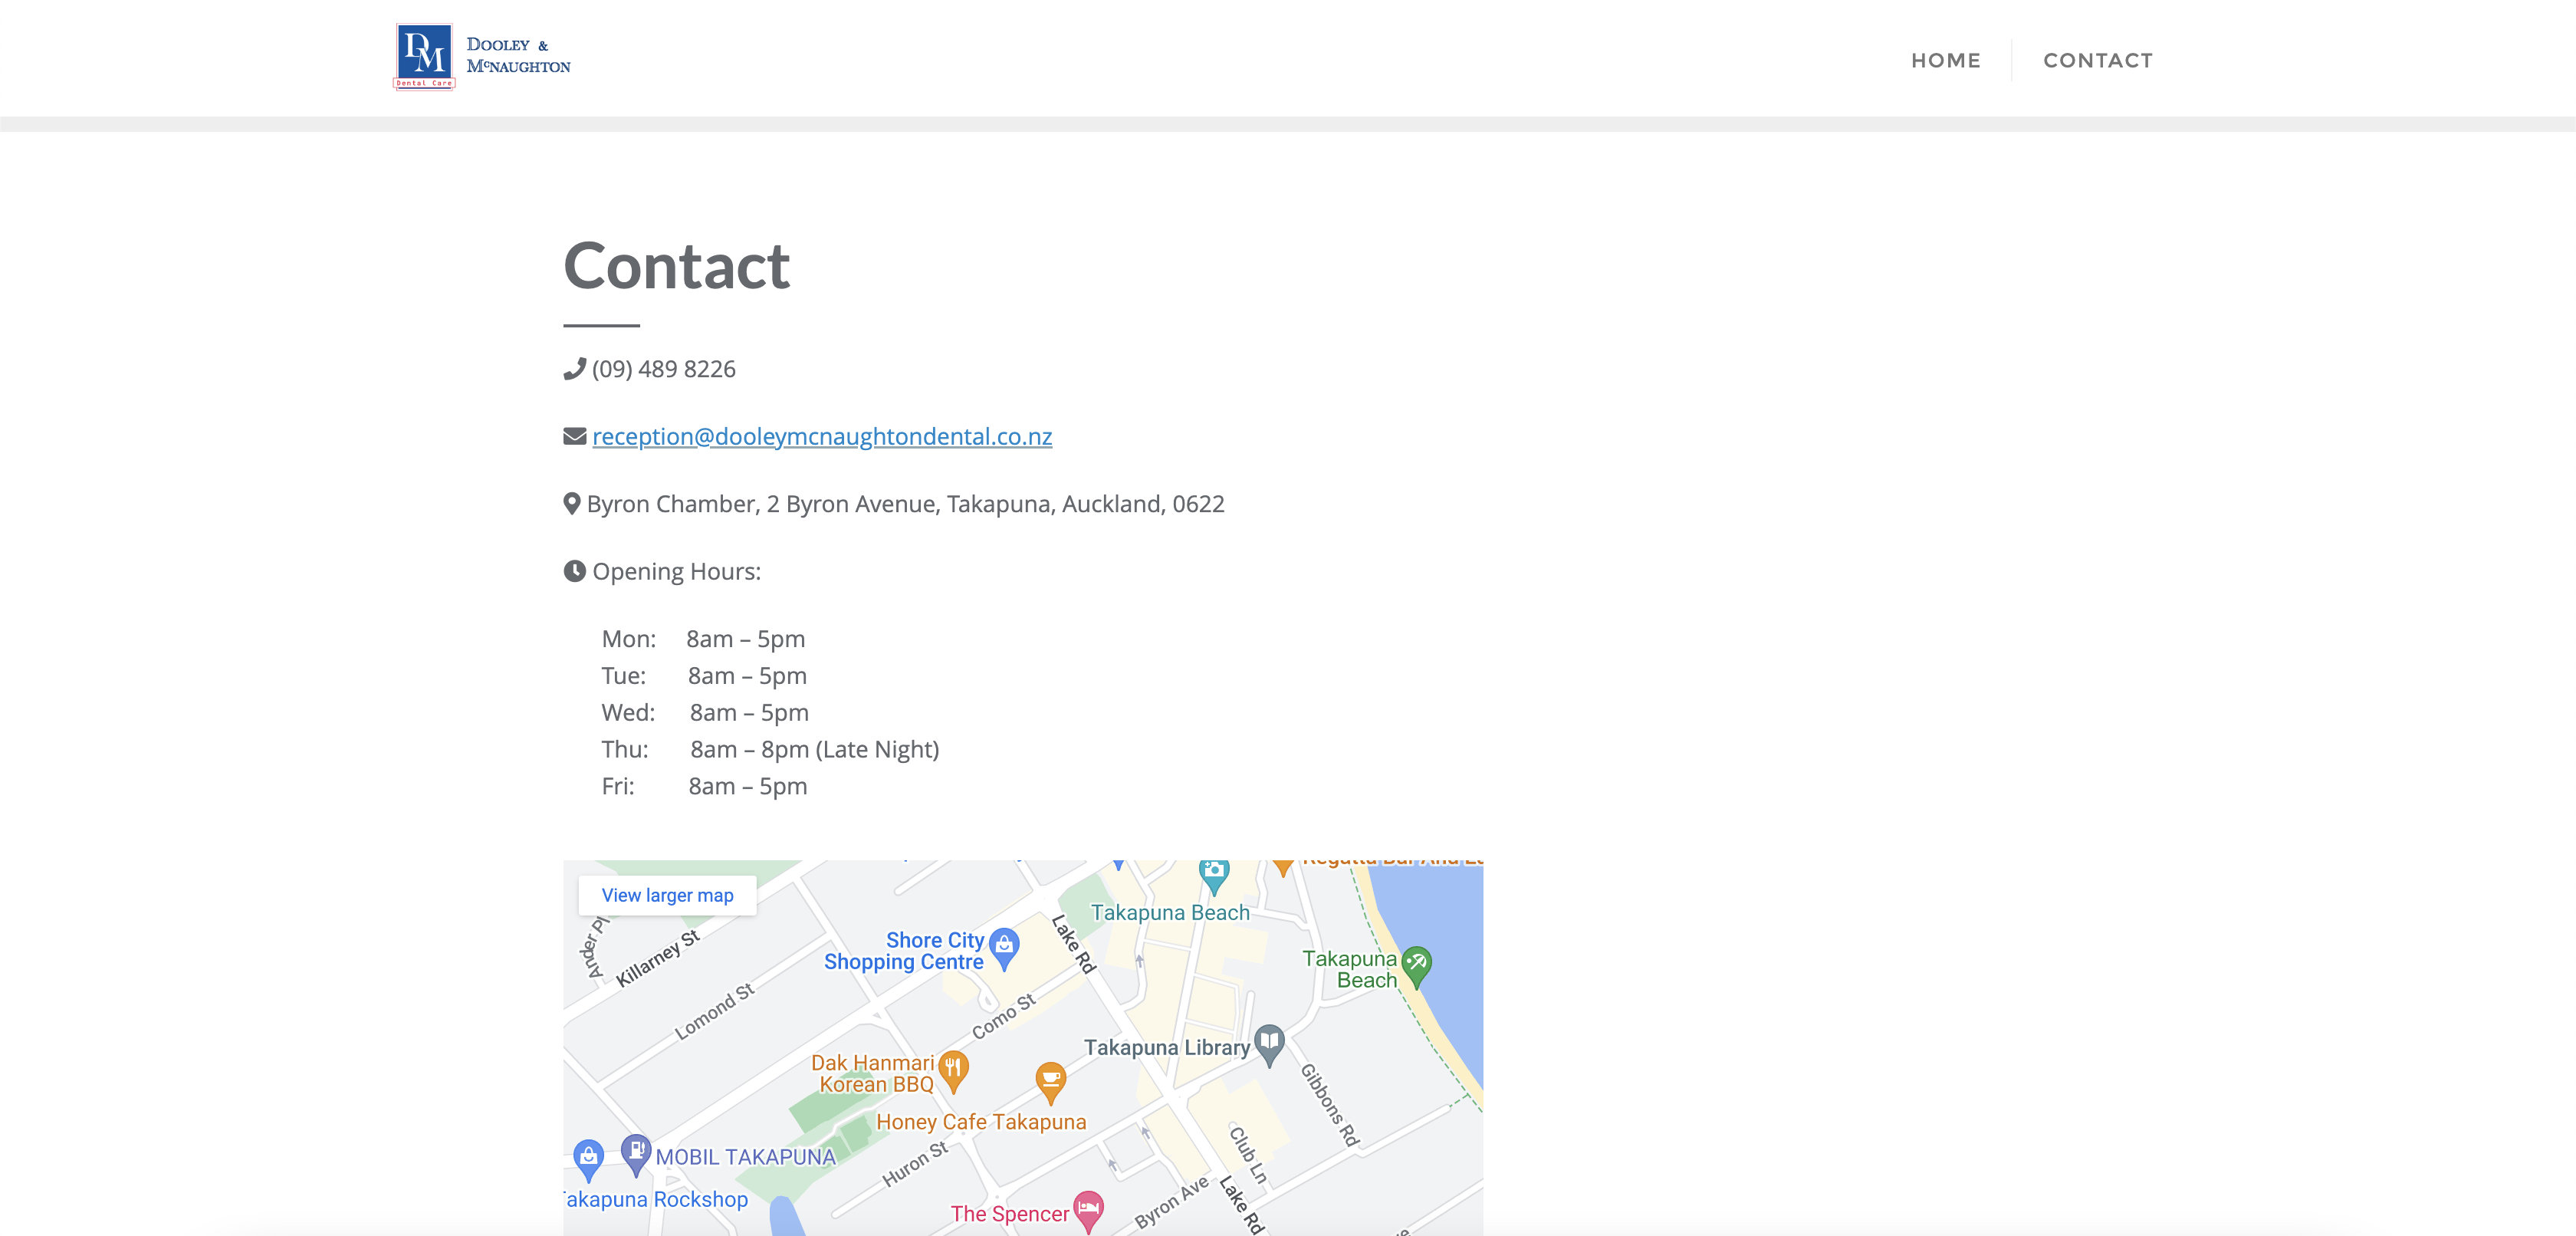 DM
Dental Care
DOOLEY &
McNAUGHTON
HOME
CONTACT
Contact
(09) 489 8226
reception@dooleymcnaughtondental.co.nz
Byron Chamber, 2 Byron Avenue, Takapuna, Auckland, 0622
Opening Hours:
Mon: 8am – 5pm
Tue: 8am – 5pm
Wed: 8am – 5pm
Thu: 8am – 8pm (Late Night)
Fri: 8am – 5pm
View larger map
Regatta Bar And
Takapuna Beach
Ander Pl
Killarney St
Shore City
Shopping Centre
Lake Rd
Takapuna
Beach
Lomond St
Como St
Takapuna Library
Dak Hanmari
Korean BBQ
Honey Cafe Takapuna
Gibbons Rd
MOBIL TAKAPUNA
Huron St
Club Ln
Takapuna Rockshop
The Spencer
Byron Ave
Lake Rd